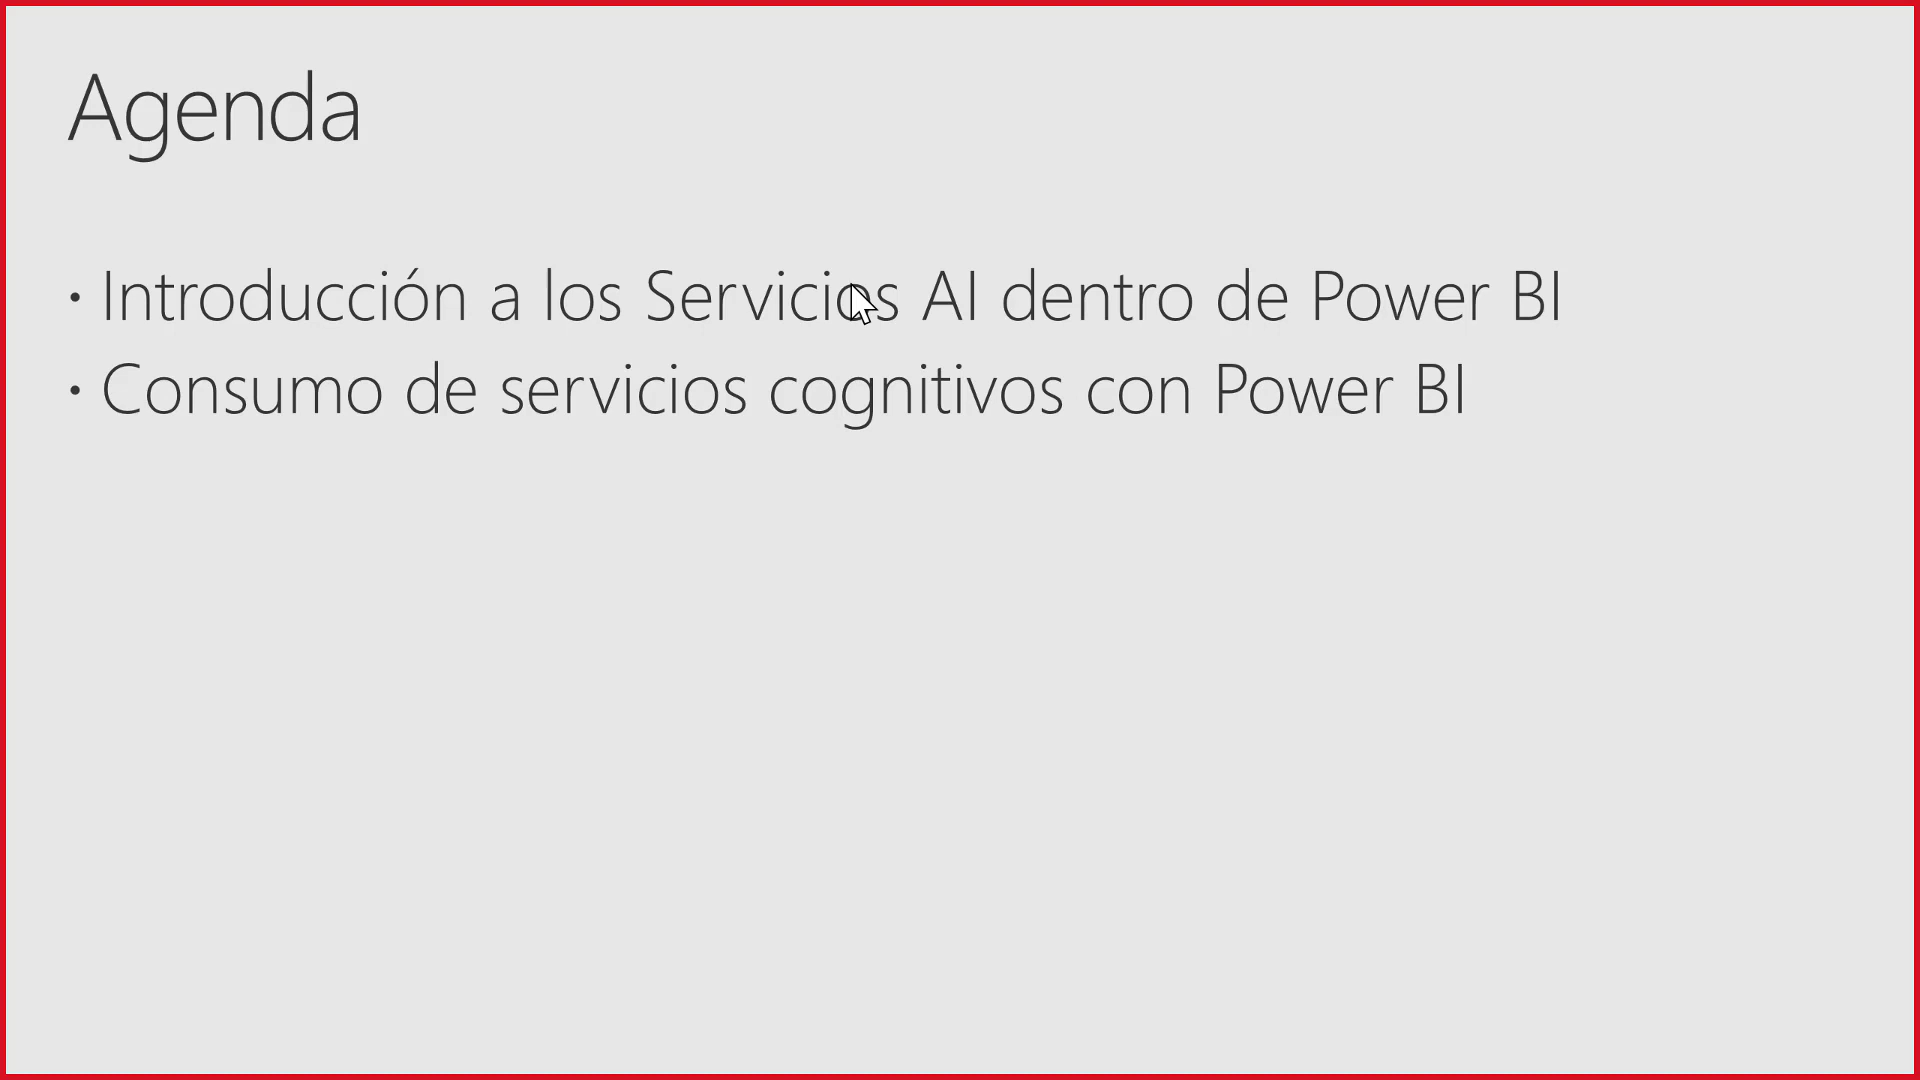 Agenda
• Introducción a los Servicios AI dentro de Power BI
• Consumo de servicios cognitivos con Power BI